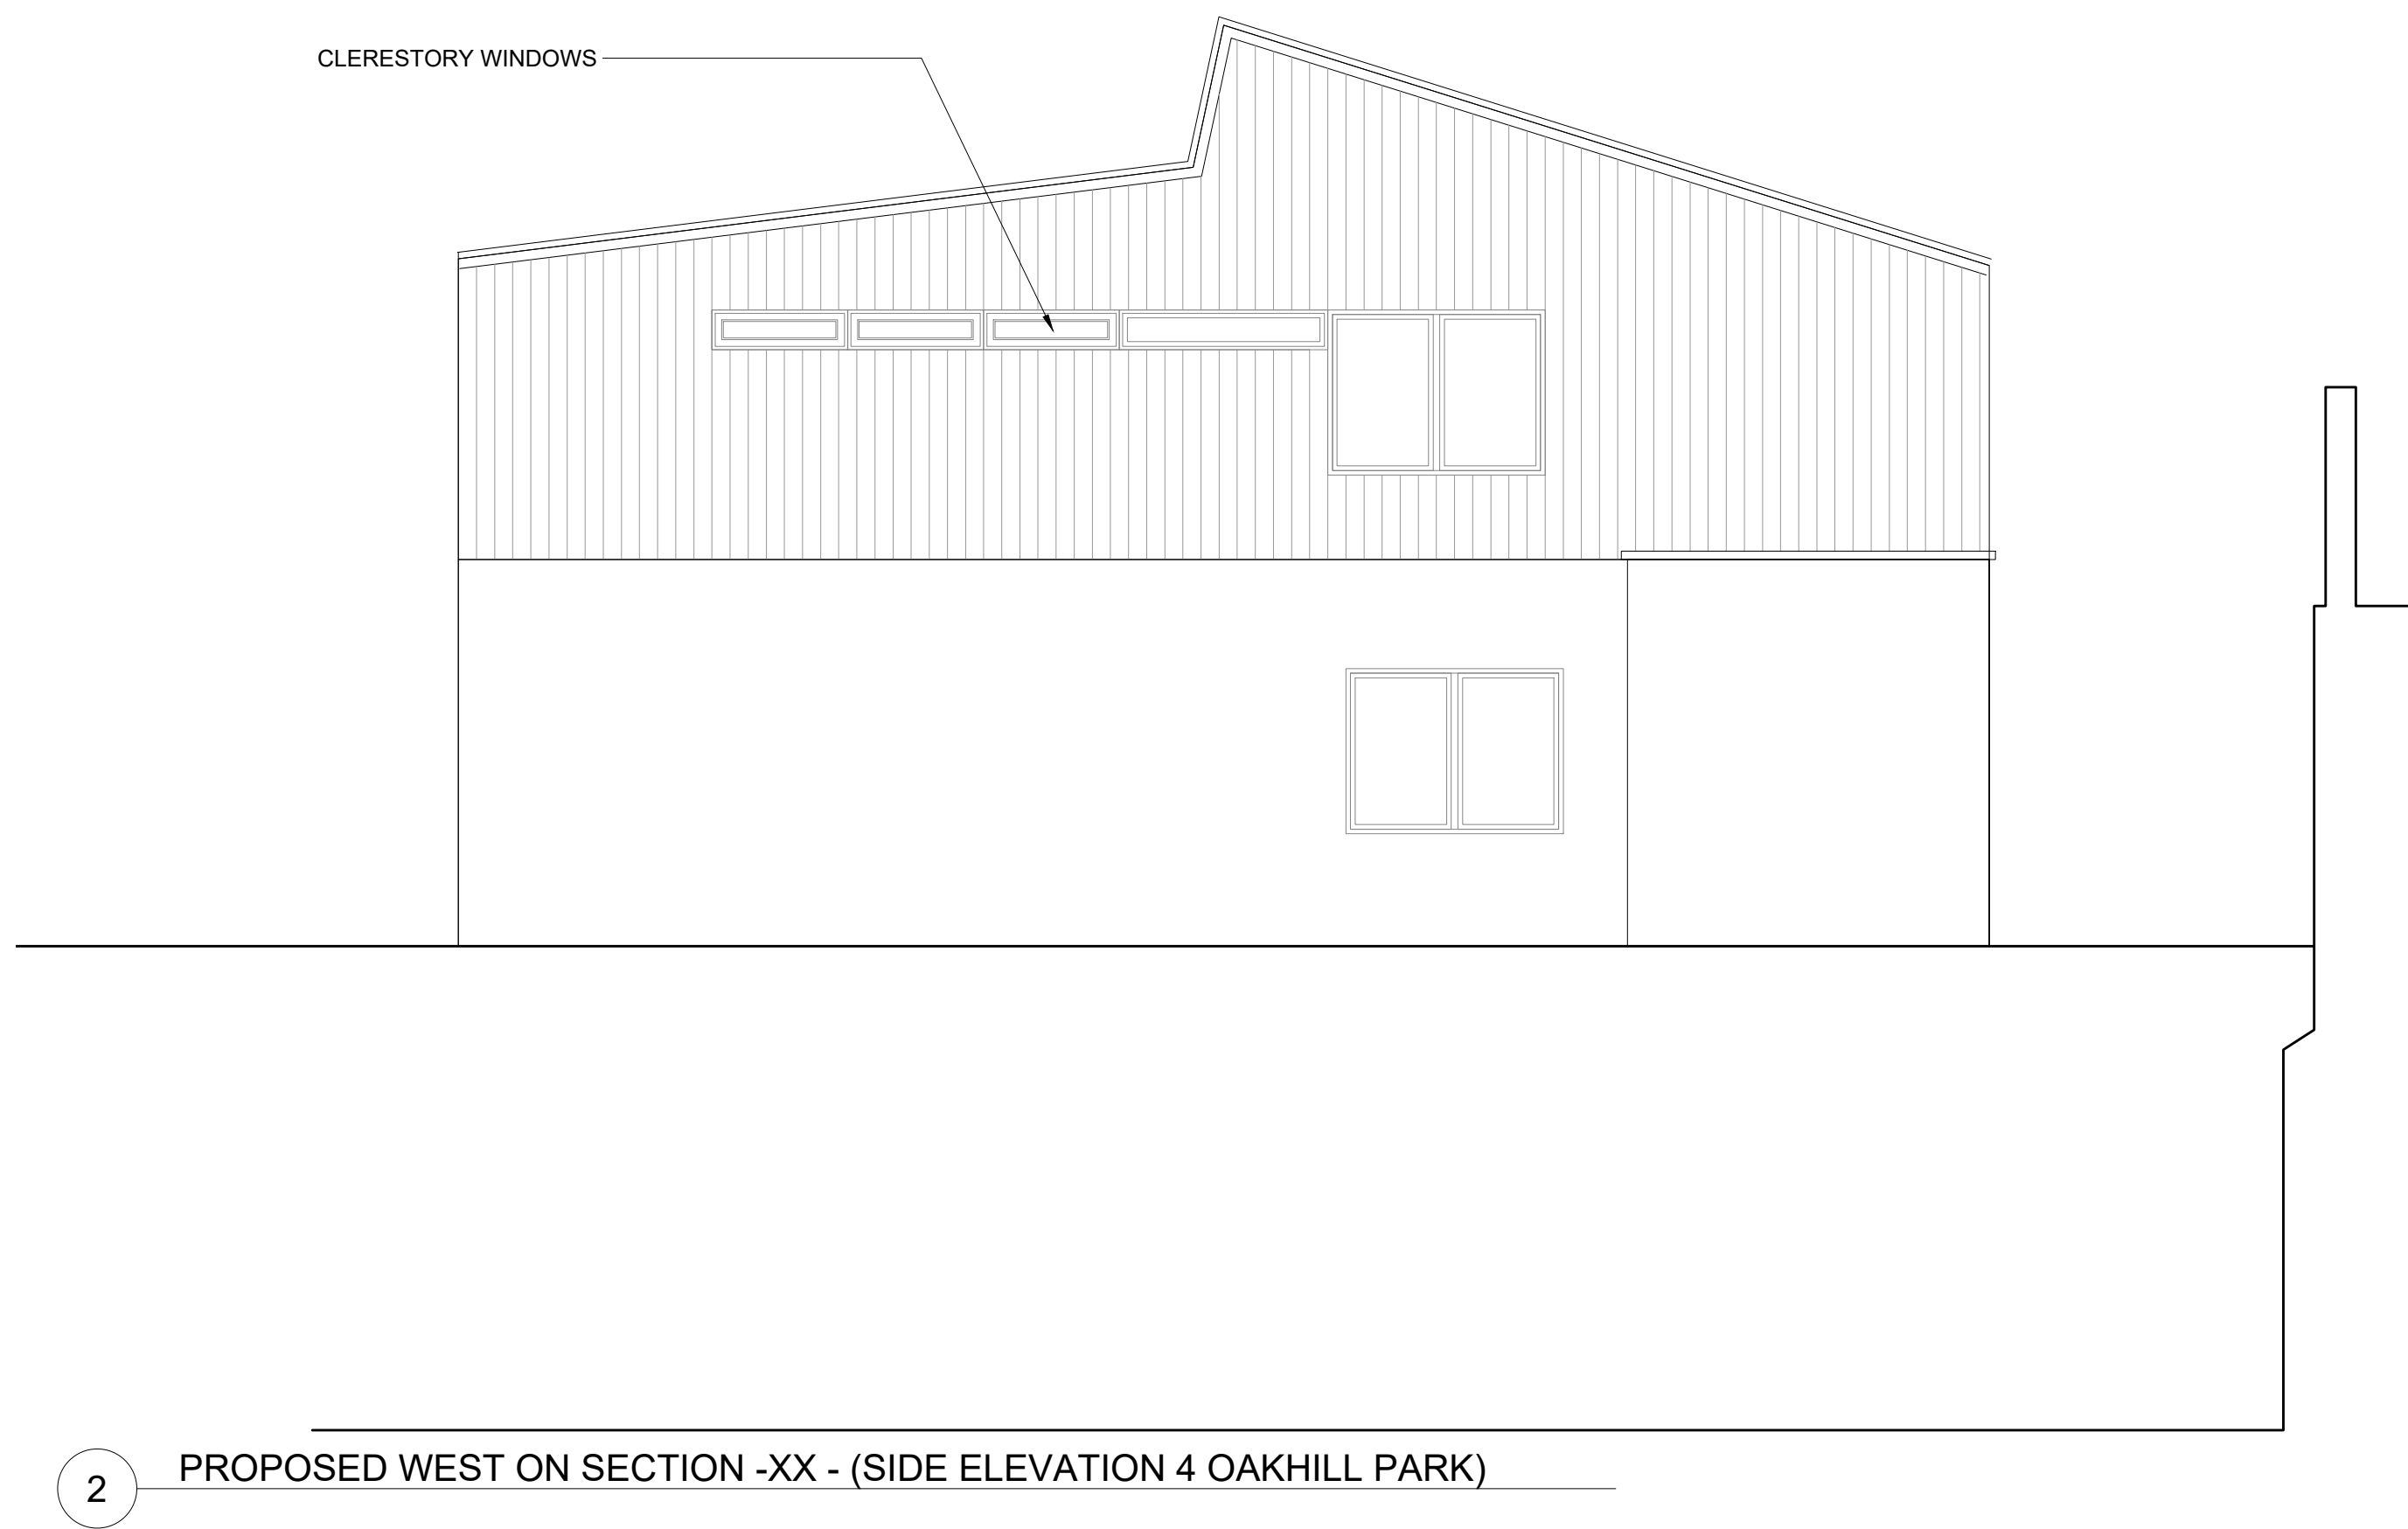 CLERESTORY WINDOWS
2
PROPOSED WEST ON SECTION -XX - (SIDE ELEVATION 4 OAKHILL PARK)